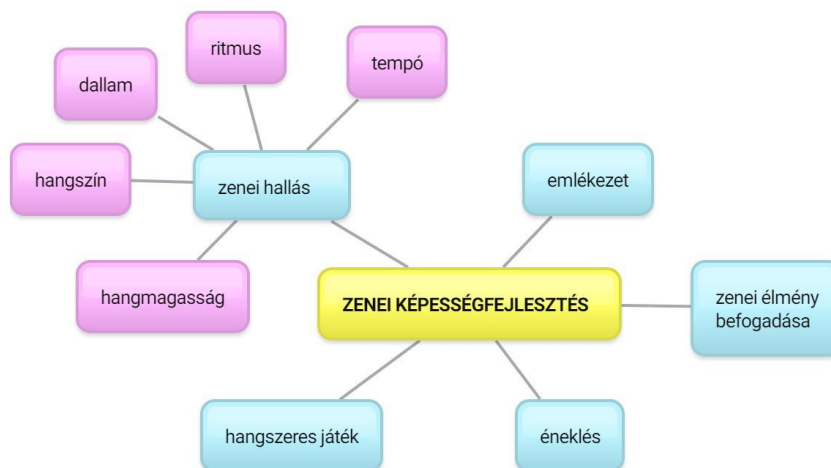 ritmus
tempó
dallam
hangszín
zenei hallás
emlékezet
hangmagasság
ZENEI KÉPESSÉGFEJLESZTÉS
zenei élmény
befogadása
hangszeres játék
éneklés